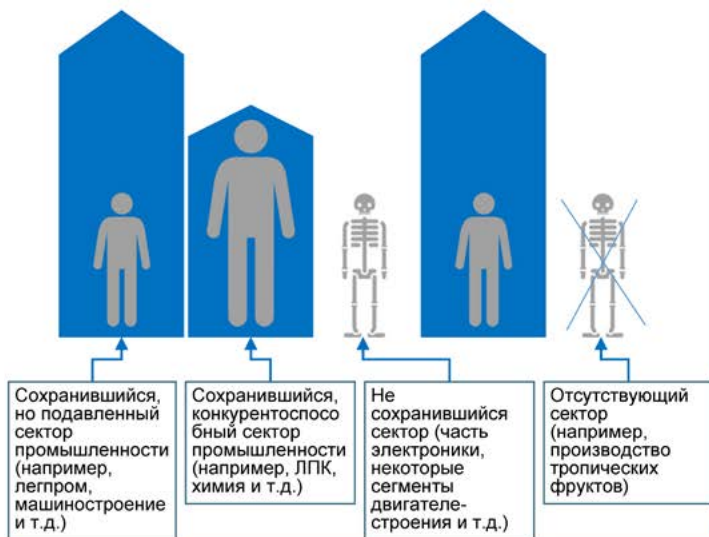 Сохранившийся,
но подавленный
сектор
промышленности
(например,
легпром,
машиностроение
и т.д.)
Сохранившийся,
конкурентоспосо
бный сектор
промышленности
(например, ЛПК,
химия и т.д.)
Не
сохранившийся
сектор (часть
электроники,
некоторые
сегменты
двигателе-
строения и т.д.)
Отсутствующий
сектор
(например,
производство
тропических
фруктов)